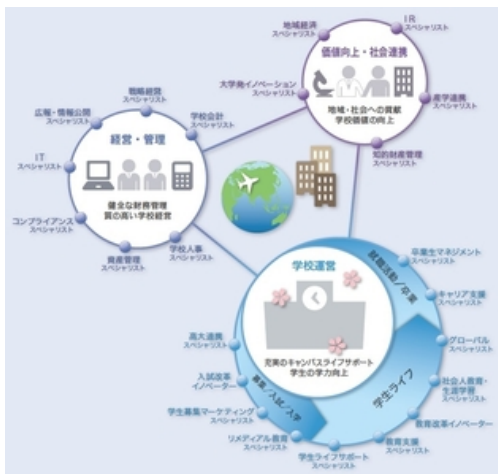 地域経済
スペシャリスト
IR
スペシャリスト
価値向上・社会連携
大学発イノベーション
スペシャリスト
産学連携
スペシャリスト
地域・社会への貢献
学校価値の向上
知的財産管理
スペシャリスト
戦略経営
スペシャリスト
広報・情報公開
スペシャリスト
学校会計
スペシャリスト
経営・管理
IT
スペシャリスト
健全な財務管理
質の高い学校経営
コンプライアンス
スペシャリスト
学校人事
スペシャリスト
資産管理
スペシャリスト
学校運営
就職活動/卒業
卒業生マネジメント
スペシャリスト
キャリア支援
スペシャリスト
高大連携
スペシャリスト
グローバル
スペシャリスト
充実のキャンパスライフサポート
学生の学力向上
入試改革
イノベーター
学生ライフ
社会人教育・
生涯学習
スペシャリスト
募集/入試/入学
学生募集マーケティング
スペシャリスト
教育改革イノベーター
リメディアル教育
スペシャリスト
教育支援
スペシャリスト
学生ライフサポート
スペシャリスト